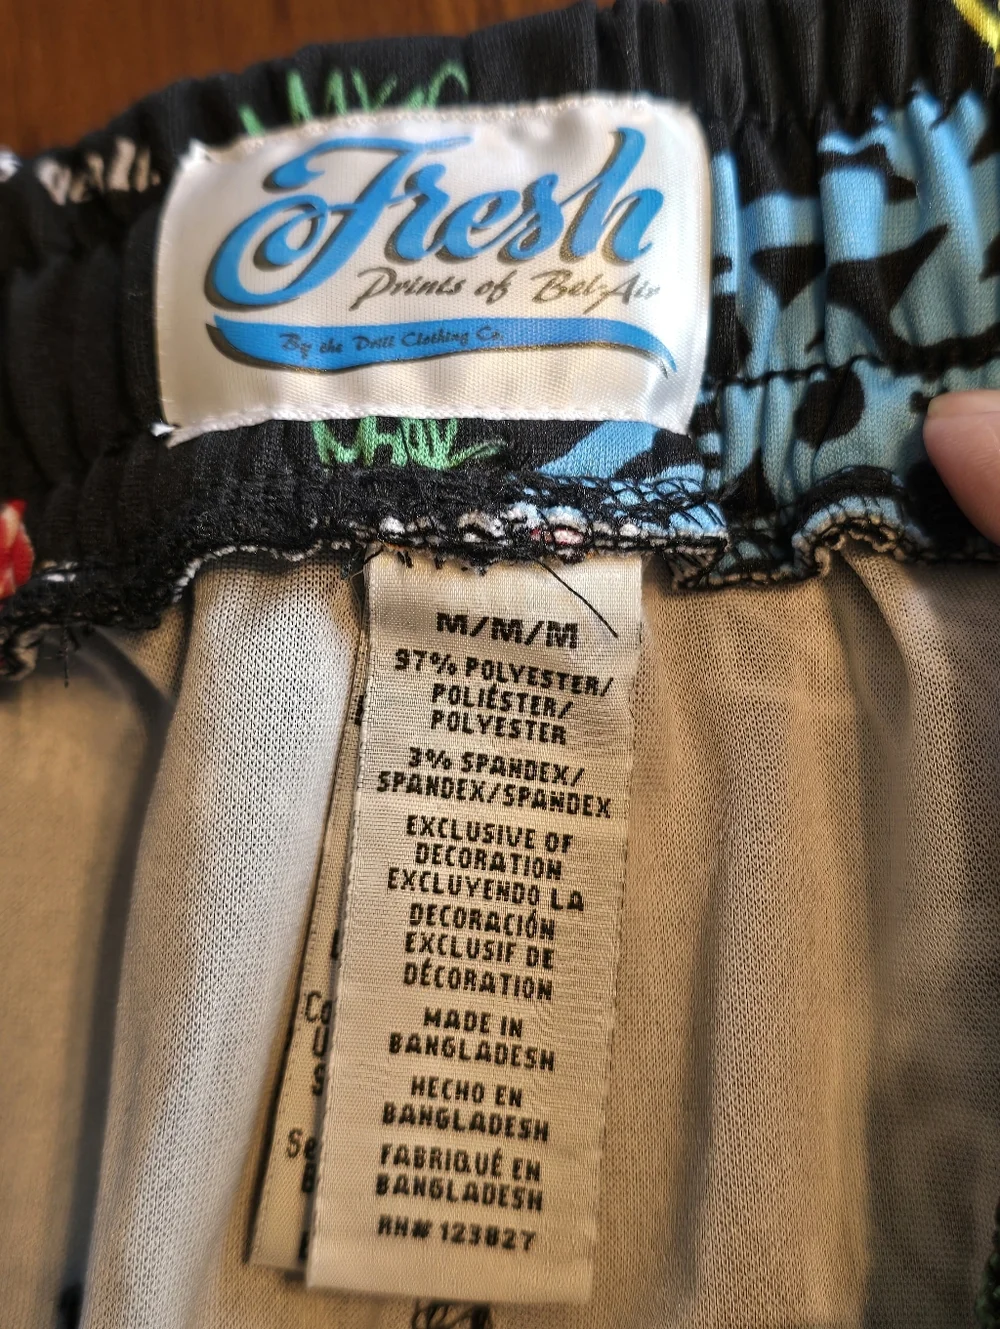 Fresh
Prints of Bel-Air
By the Drill Clothing Co.
M/M/M
97% POLYESTER/
POLIÉSTER/
POLYESTER
3% SPANDEX/
SPANDEX/SPANDEX
EXCLUSIVE OF
DECORATION
EXCLUYENDO LA
DECORACIÓN
EXCLUSIF DE
DÉCORATION
MADE IN
BANGLADESH
HECHO EN
BANGLADESH
FABRIQUÉ EN
BANGLADESH
RN# 123827